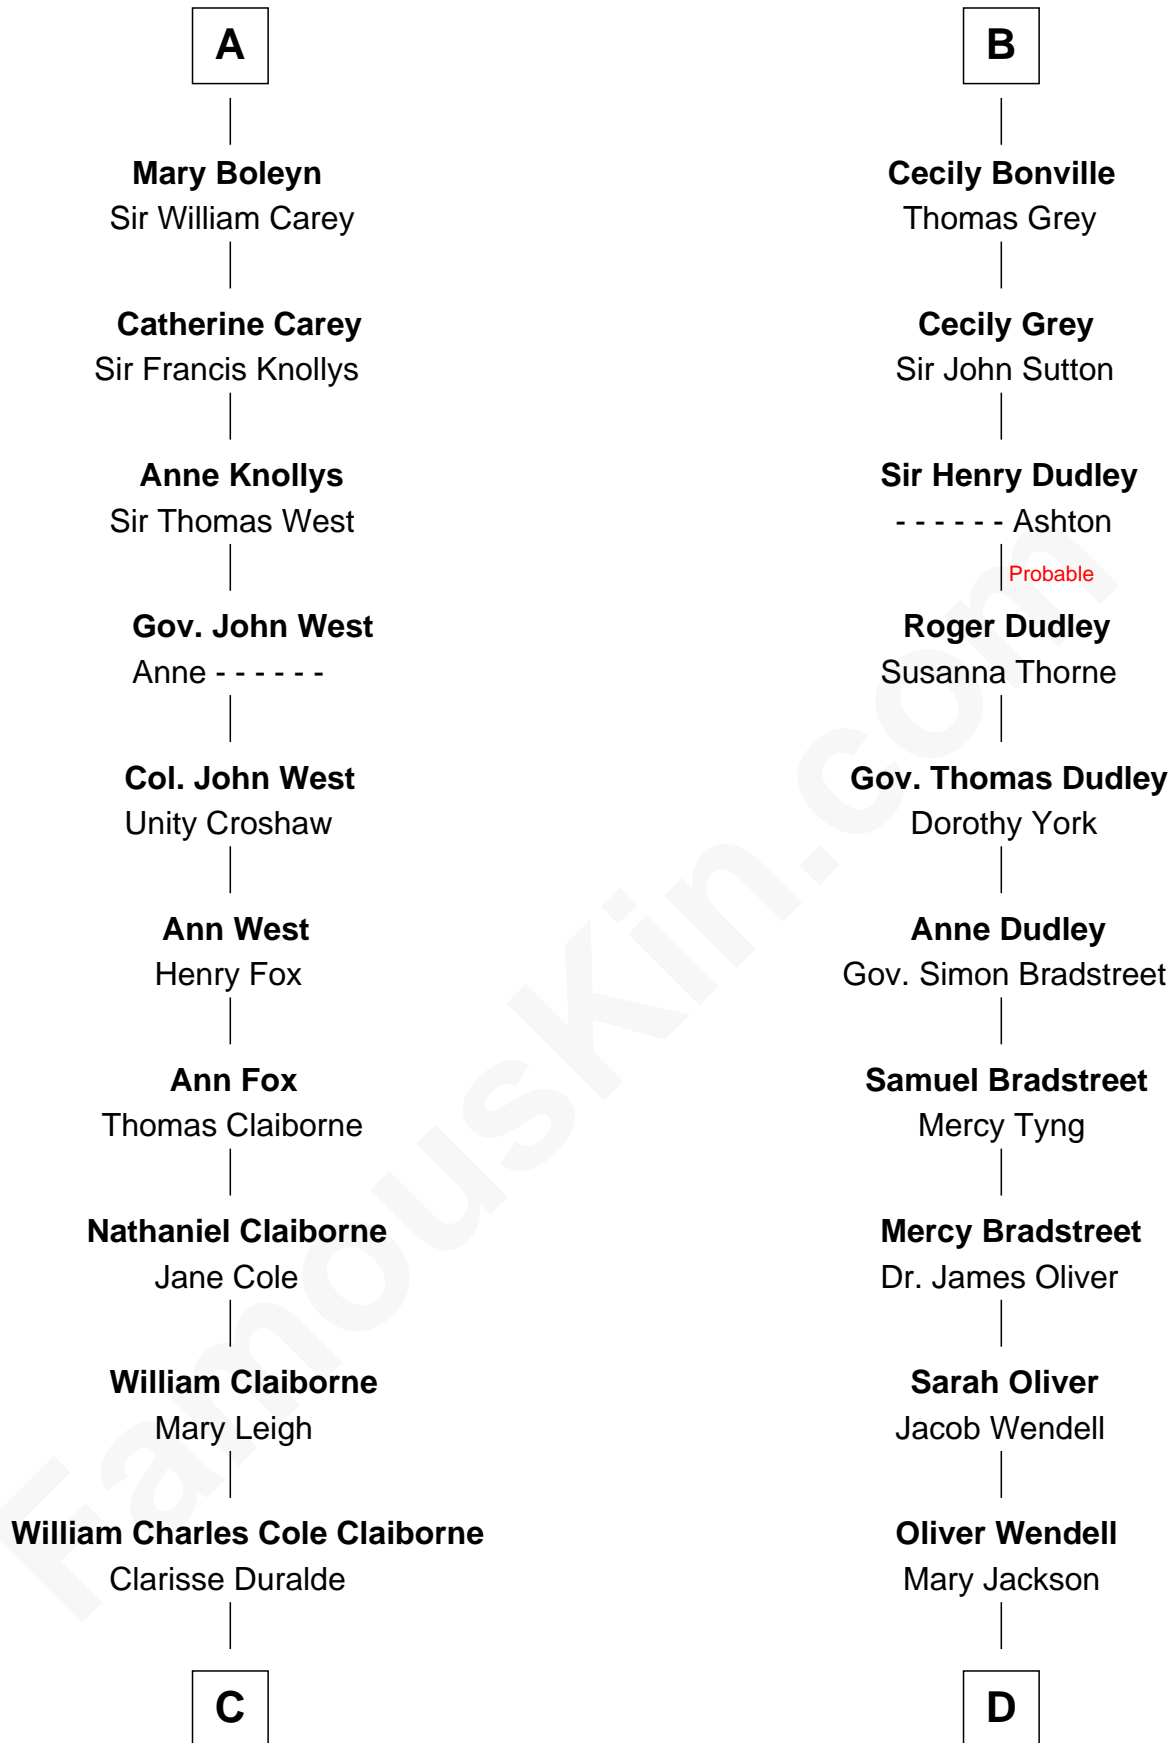 A
Mary Boleyn
Sir William Carey
Catherine Carey
Sir Francis Knollys
Anne Knollys
Sir Thomas West
Gov. John West
Anne - - - - - -
Col. John West
Unity Croshaw
Ann West
Henry Fox
Ann Fox
Thomas Claiborne
Nathaniel Claiborne
Jane Cole
William Claiborne
Mary Leigh
William Charles Cole Claiborne
Clarisse Duralde
C
B
Cecily Bonville
Thomas Grey
Cecily Grey
Sir John Sutton
Sir Henry Dudley
- - - - - - Ashton
Probable
Roger Dudley
Susanna Thorne
Gov. Thomas Dudley
Dorothy York
Anne Dudley
Gov. Simon Bradstreet
Samuel Bradstreet
Mercy Tyng
Mercy Bradstreet
Dr. James Oliver
Sarah Oliver
Jacob Wendell
Oliver Wendell
Mary Jackson
D
FamousKin.com